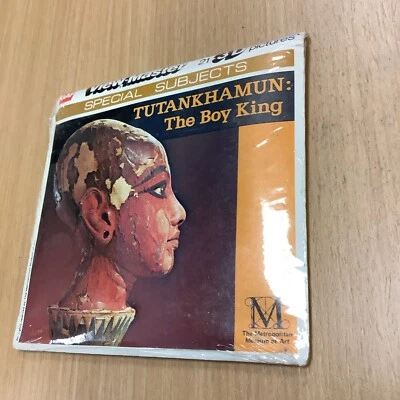 View-Master 21 3D pictures
SPECIAL SUBJECTS
TUTANKHAMUN:
The Boy King
M
The Metropolitan
Museum of Art